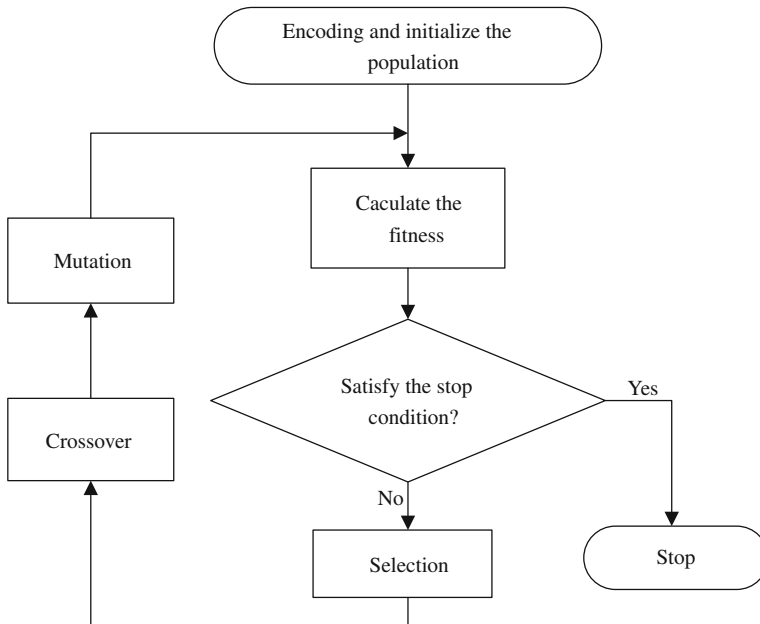 Encoding and initialize the
population
Caculate the
fitness
Mutation
Satisfy the stop
condition?
Yes
Crossover
No
Selection
Stop